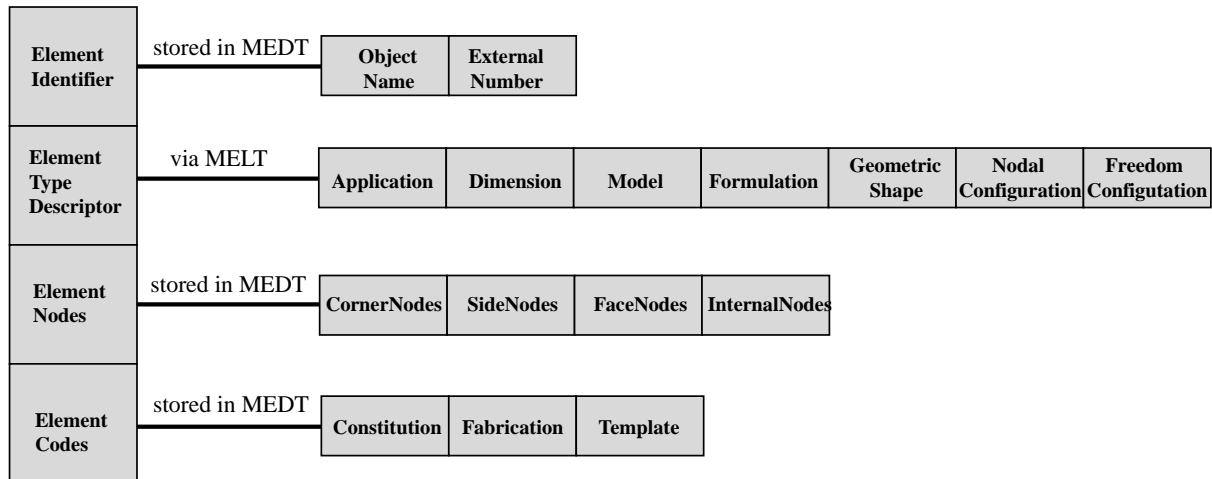 Element
Identifier
stored in MEDT
Object
Name
External
Number
Element
Type
Descriptor
via MELT
Application
Dimension
Model
Formulation
Geometric
Shape
Nodal
Configuration
Freedom
Configutation
Element
Nodes
stored in MEDT
CornerNodes
SideNodes
FaceNodes
InternalNodes
Element
Codes
stored in MEDT
Constitution
Fabrication
Template